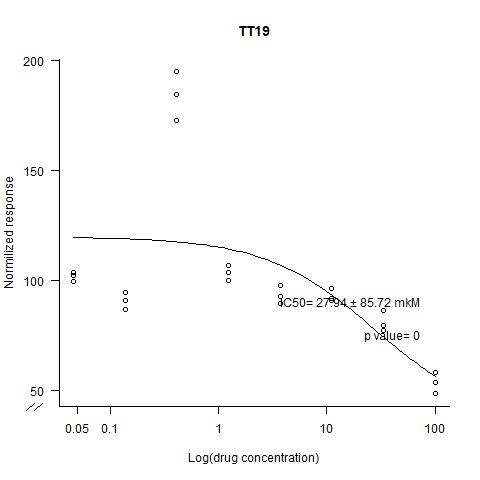 TT19
200
150
100
50
Normilized response
IC50= 27.94 ± 85.72 mkM
p value= 0
0.05 0.1 1 10 100
Log(drug concentration)